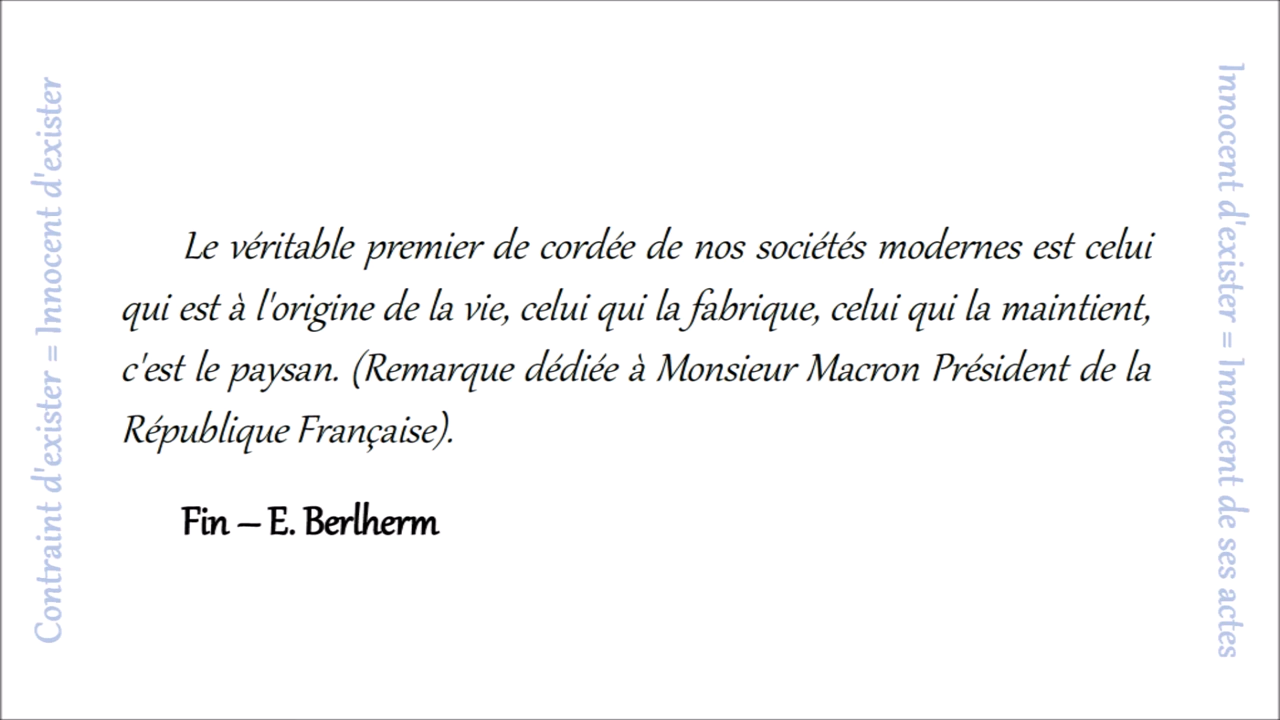 Contraint d'exister = Innocent d'exister
Le véritable premier de cordée de nos sociétés modernes est celui
qui est à l'origine de la vie, celui qui la fabrique, celui qui la maintient,
c'est le paysan. (Remarque dédiée à Monsieur Macron Président de la
République Française).
Fin – E. Berlherm
Innocent d'exister = Innocent de ses actes